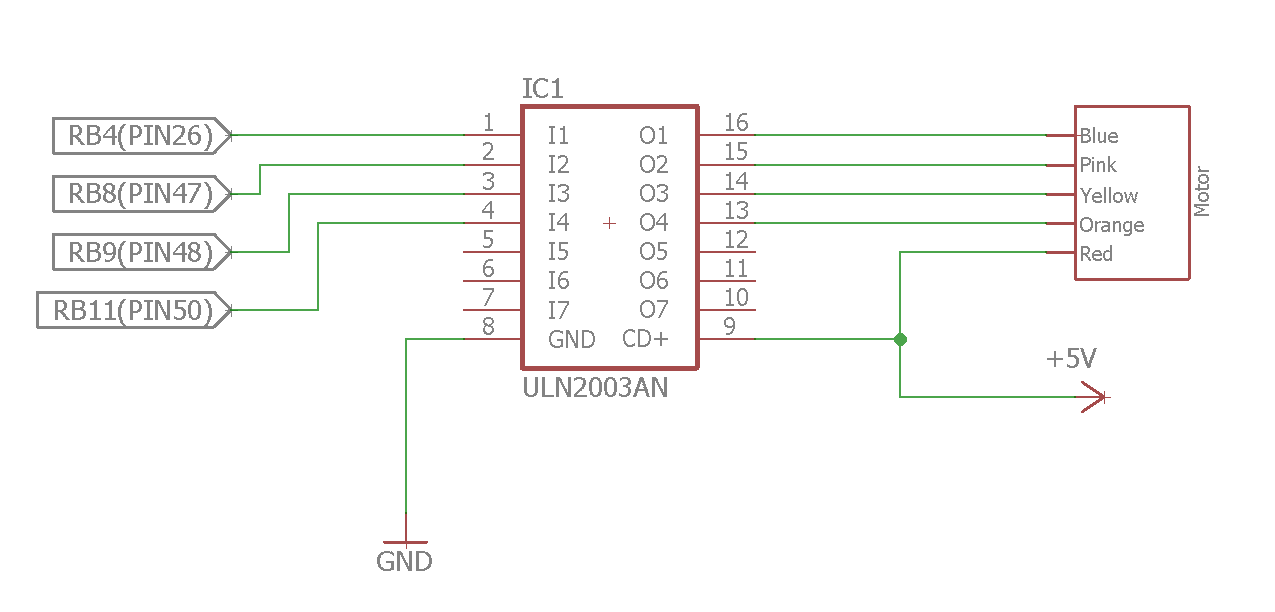 IC1
RB4(PIN26)
RB8(PIN47)
RB9(PIN48)
RB11(PIN50)
1 I1 O1 16
2 I2 O2 15
3 I3 O3 14
4 I4 O4 13
5 I5 O5 12
6 I6 O6 11
7 I7 O7 10
8 GND CD+ 9
ULN2003AN
Blue
Pink
Yellow
Orange
Red
Motor
+5V
GND